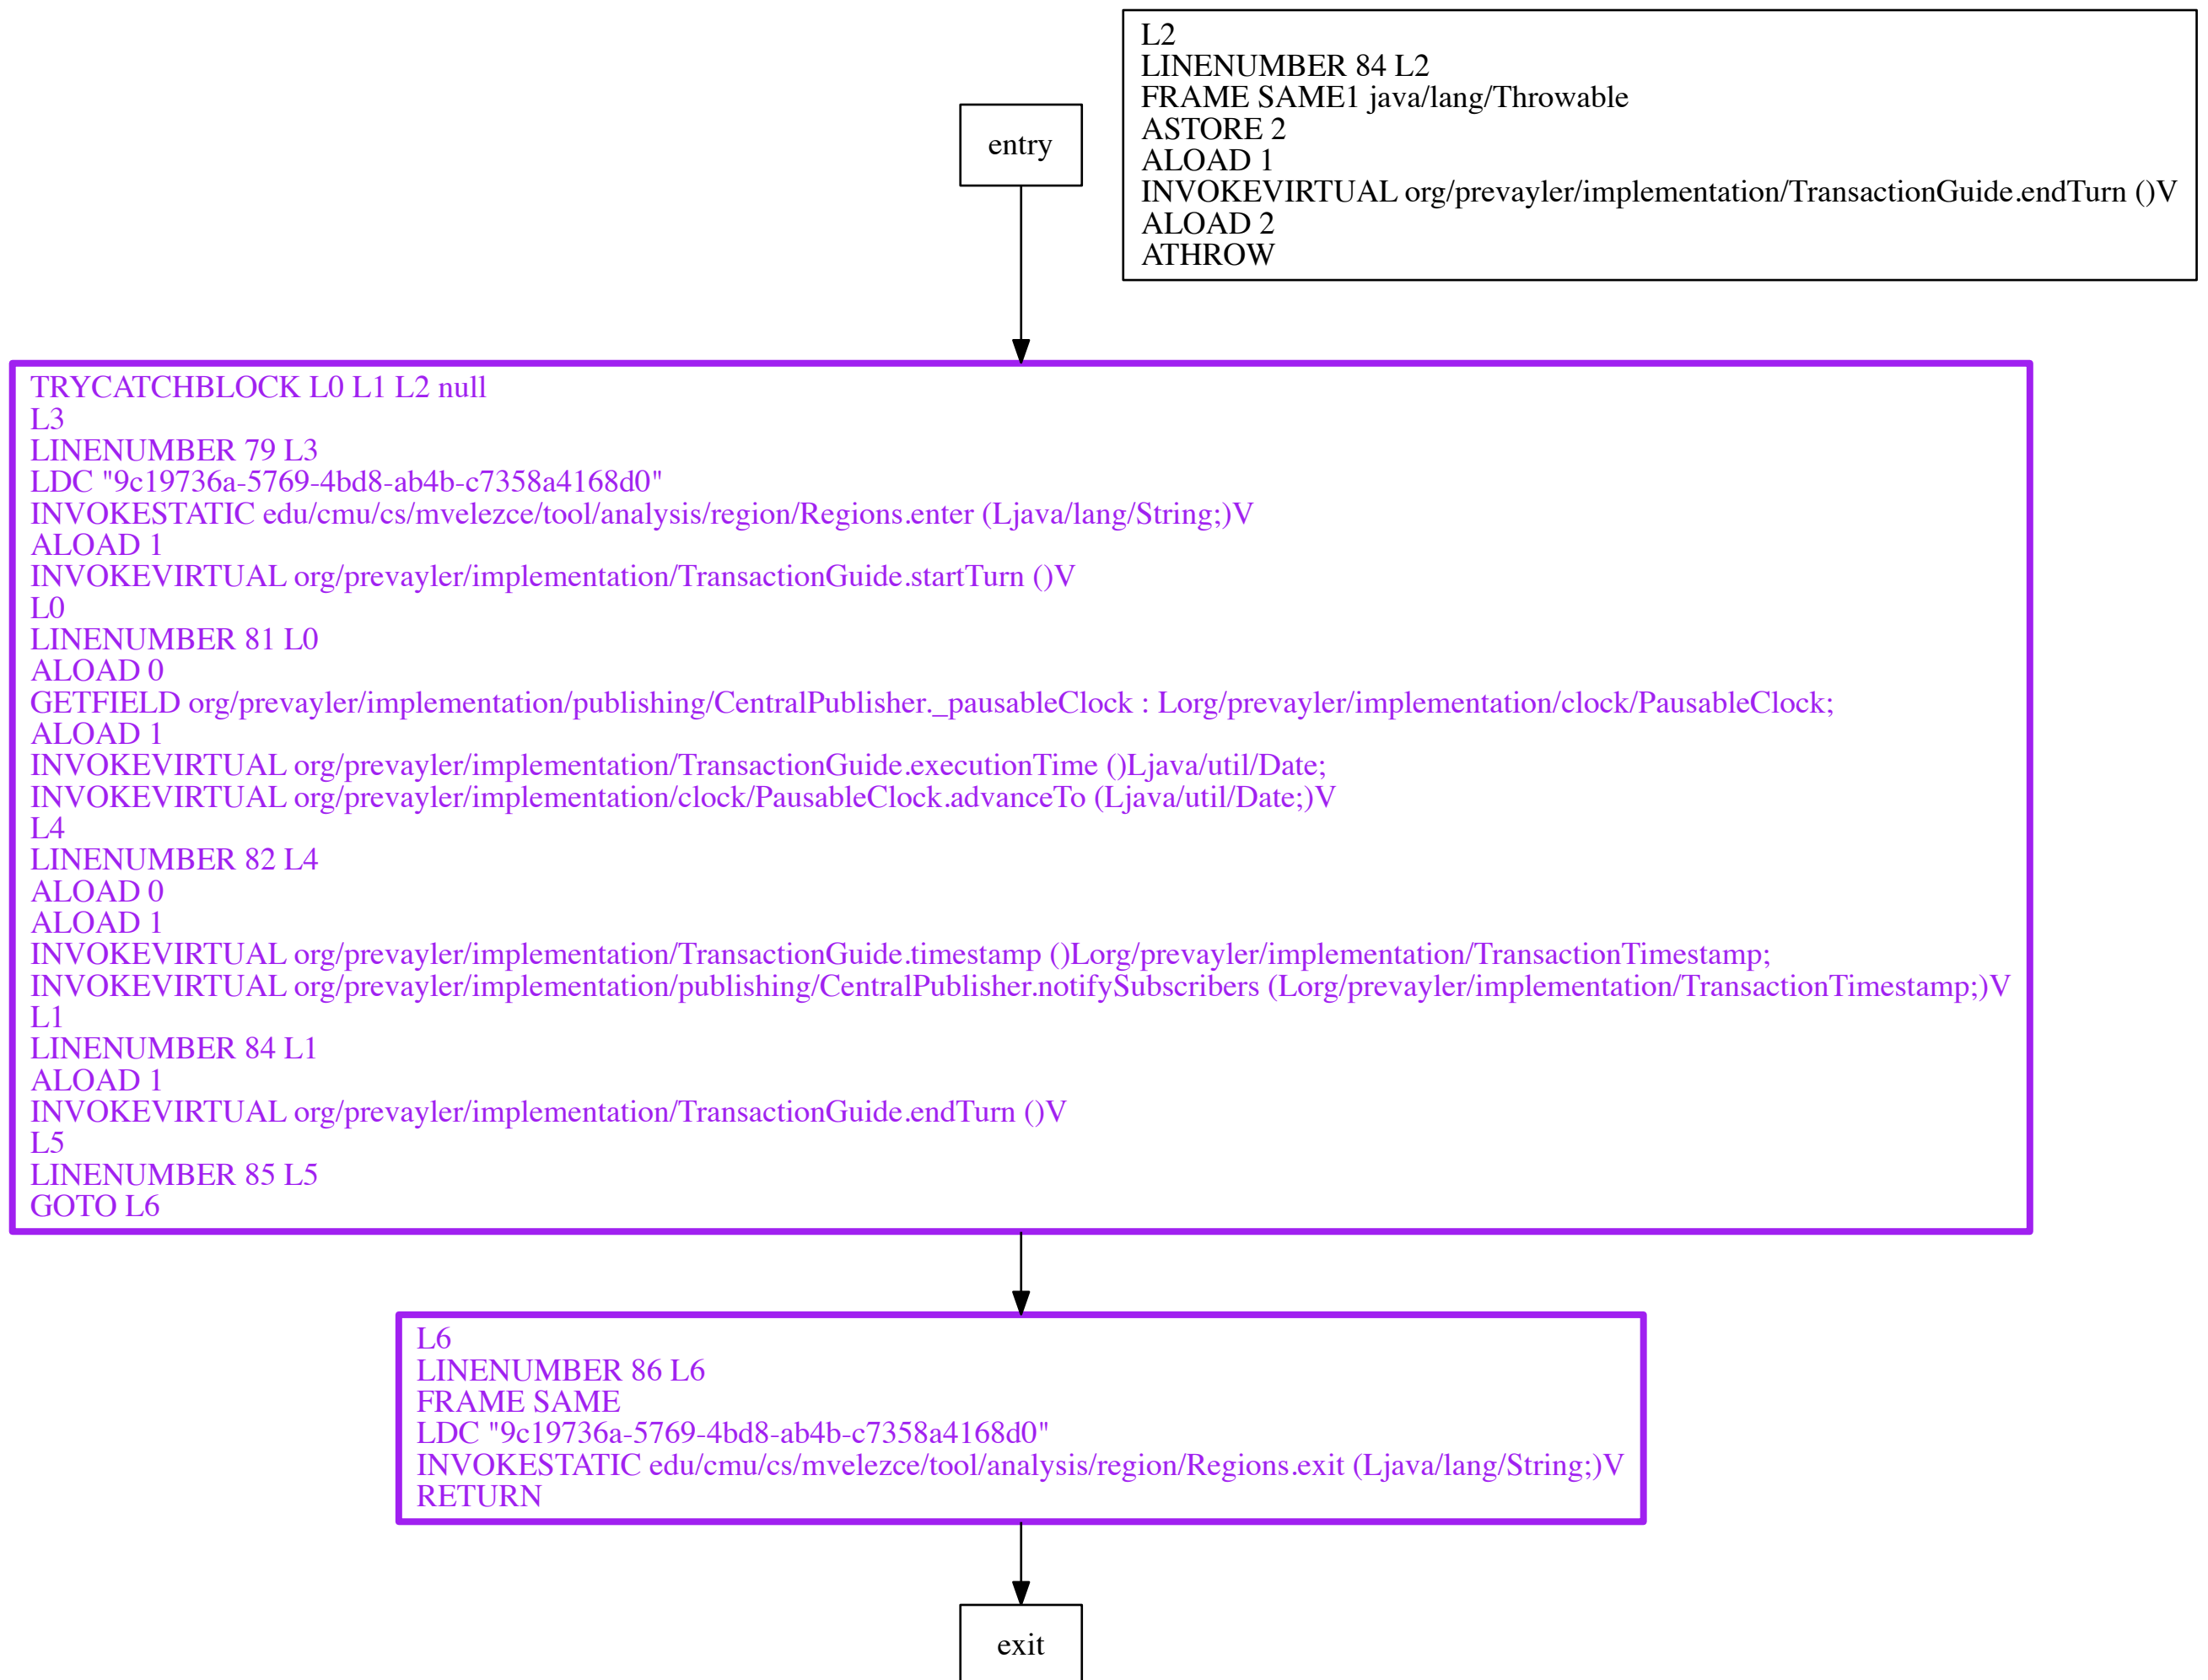 L2
LINENUMBER 84 L2
FRAME SAME1 java/lang/Throwable
ASTORE 2
ALOAD 1
INVOKEVIRTUAL org/prevayler/implementation/TransactionGuide.endTurn ()V
ALOAD 2
ATHROW
entry
TRYCATCHBLOCK L0 L1 L2 null
L3
LINENUMBER 79 L3
LDC "9c19736a-5769-4bd8-ab4b-c7358a4168d0"
INVOKESTATIC edu/cmu/cs/mvelezce/tool/analysis/region/Regions.enter (Ljava/lang/String;)V
ALOAD 1
INVOKEVIRTUAL org/prevayler/implementation/TransactionGuide.startTurn ()V
L0
LINENUMBER 81 L0
ALOAD 0
GETFIELD org/prevayler/implementation/publishing/CentralPublisher._pausableClock : Lorg/prevayler/implementation/clock/PausableClock;
ALOAD 1
INVOKEVIRTUAL org/prevayler/implementation/TransactionGuide.executionTime ()Ljava/util/Date;
INVOKEVIRTUAL org/prevayler/implementation/clock/PausableClock.advanceTo (Ljava/util/Date;)V
L4
LINENUMBER 82 L4
ALOAD 0
ALOAD 1
INVOKEVIRTUAL org/prevayler/implementation/TransactionGuide.timestamp ()Lorg/prevayler/implementation/TransactionTimestamp;
INVOKEVIRTUAL org/prevayler/implementation/publishing/CentralPublisher.notifySubscribers (Lorg/prevayler/implementation/TransactionTimestamp;)V
L1
LINENUMBER 84 L1
ALOAD 1
INVOKEVIRTUAL org/prevayler/implementation/TransactionGuide.endTurn ()V
L5
LINENUMBER 85 L5
GOTO L6
L6
LINENUMBER 86 L6
FRAME SAME
LDC "9c19736a-5769-4bd8-ab4b-c7358a4168d0"
INVOKESTATIC edu/cmu/cs/mvelezce/tool/analysis/region/Regions.exit (Ljava/lang/String;)V
RETURN
exit